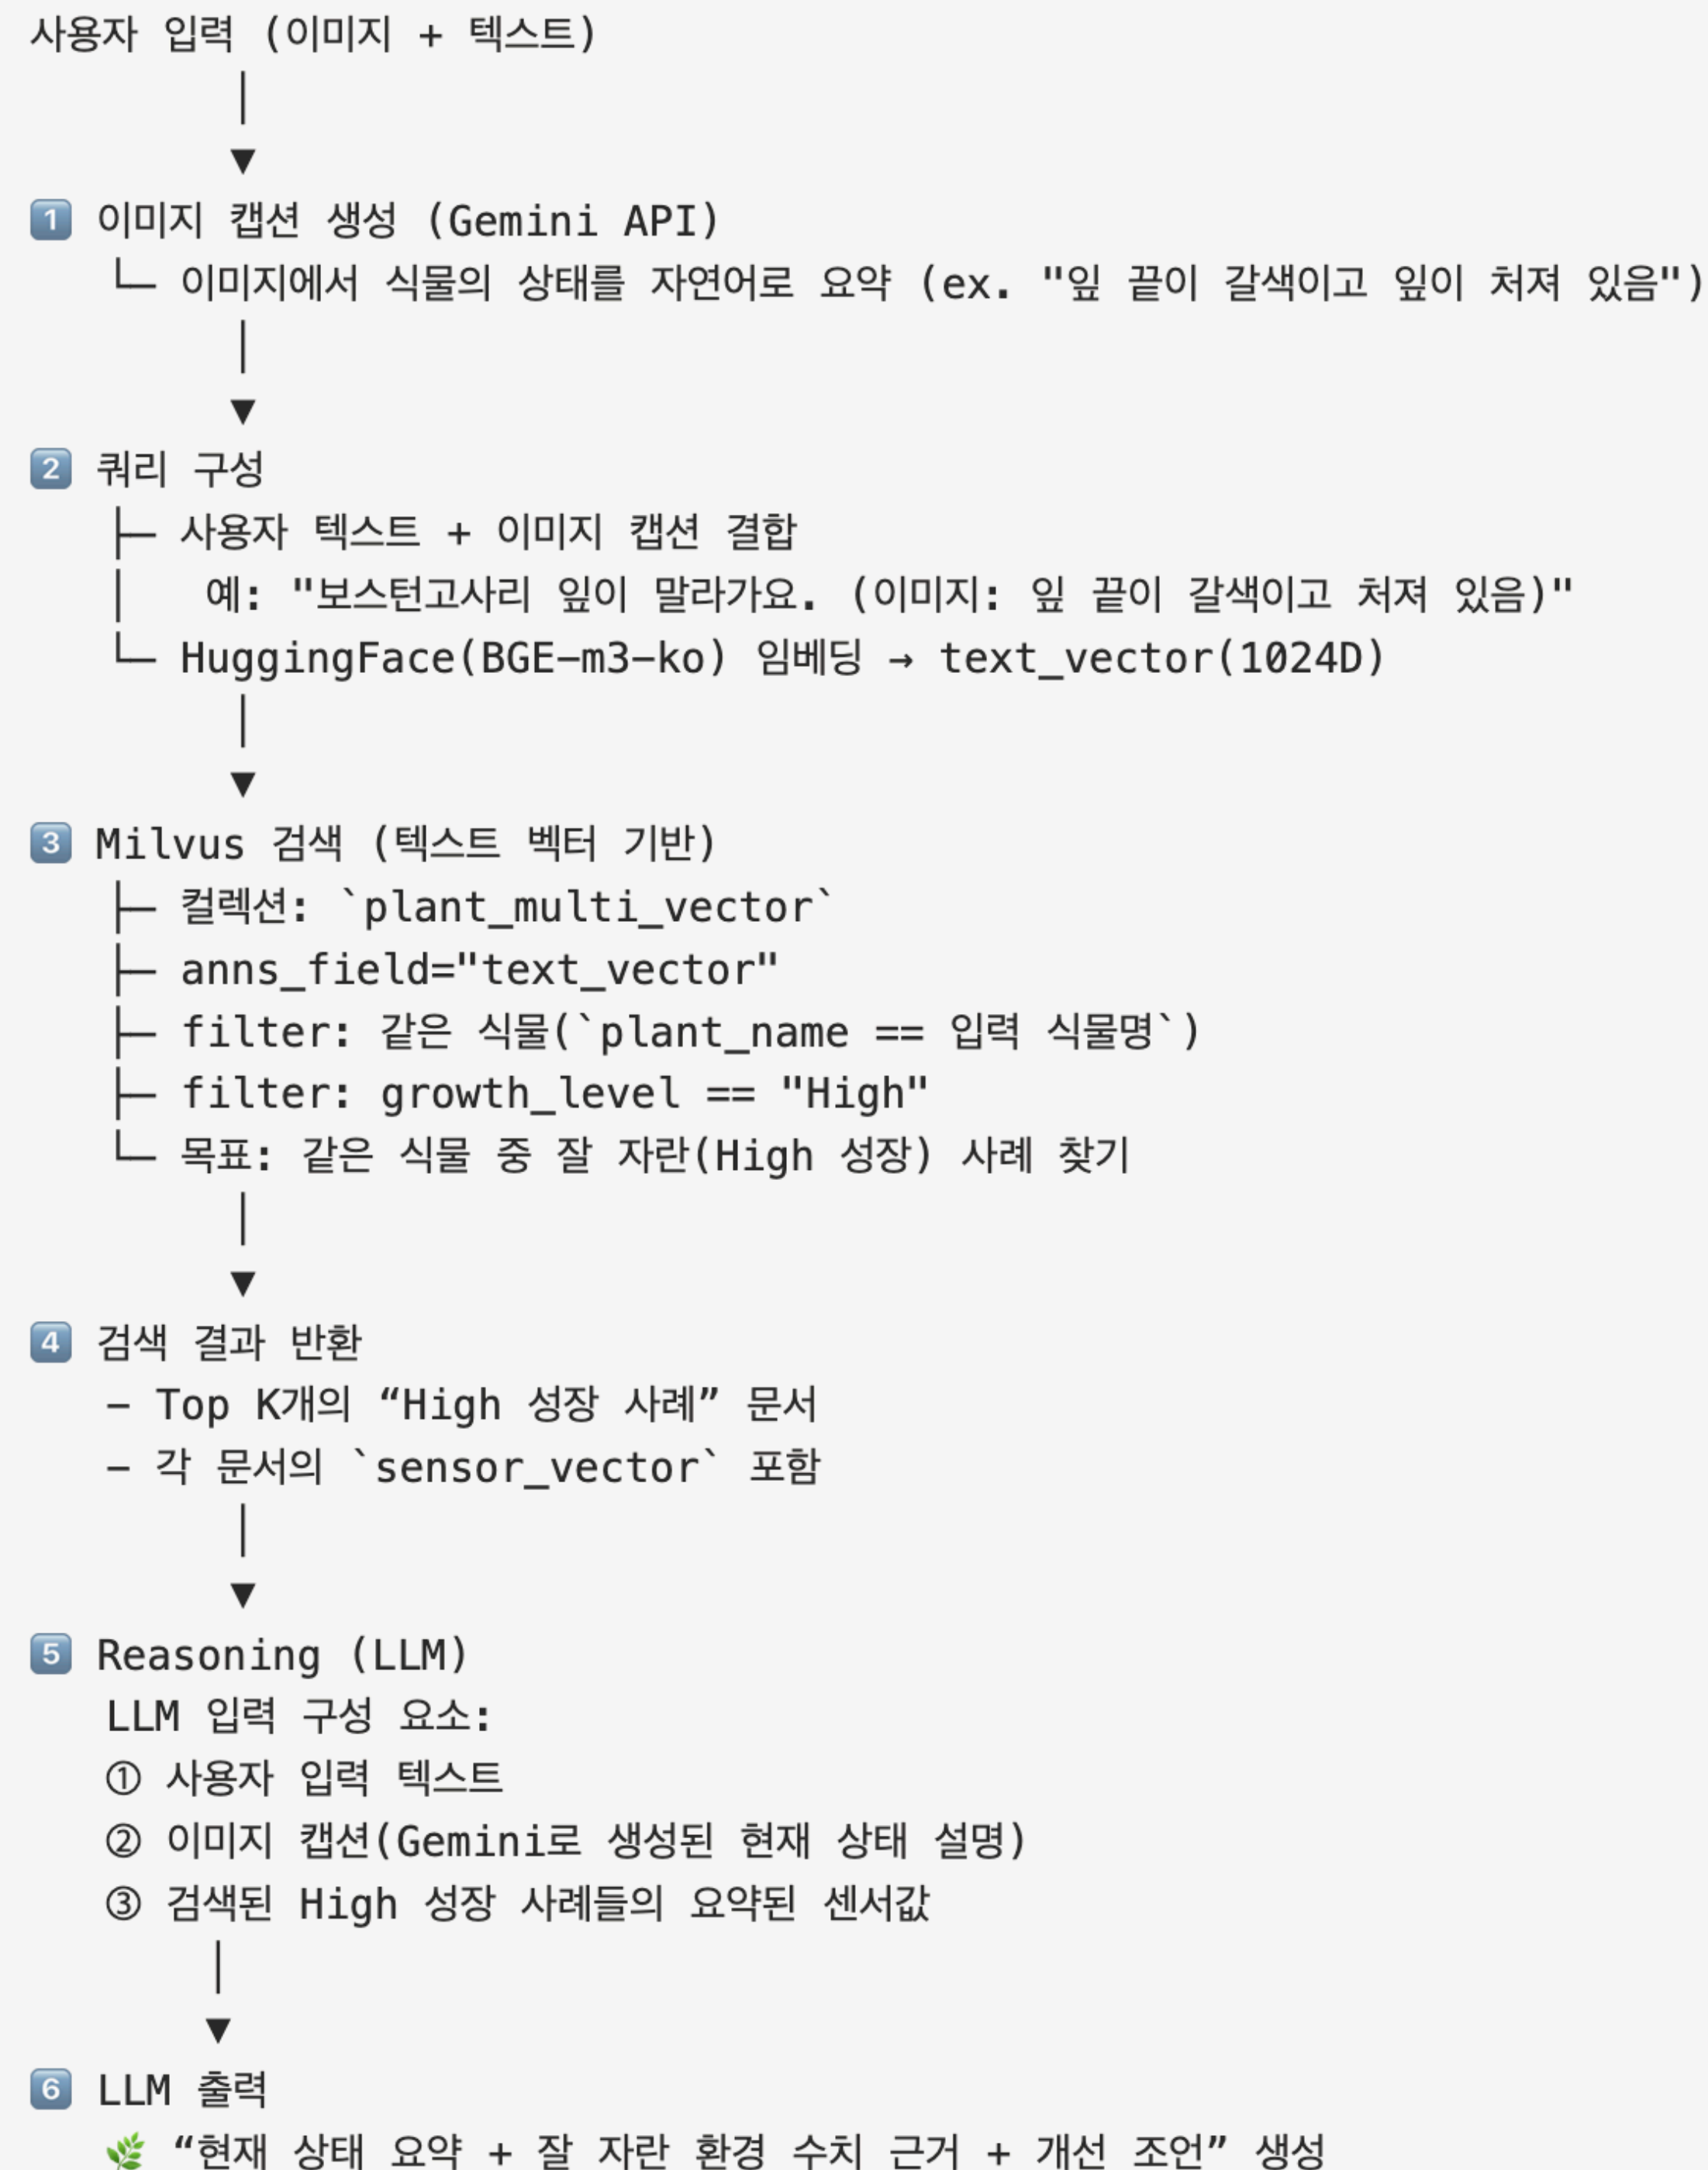 사용자 입력 (이미지 + 텍스트)
│
▼
1️⃣ 이미지 캡션 생성 (Gemini API)
└─ 이미지에서 식물의 상태를 자연어로 요약 (ex. "잎 끝이 갈색이고 잎이 처져 있음")
│
▼
2️⃣ 쿼리 구성
├─ 사용자 텍스트 + 이미지 캡션 결합
│ 예: "보스턴고사리 잎이 말라가요. (이미지: 잎 끝이 갈색이고 처져 있음)"
└─ HuggingFace(BGE-m3-ko) 임베딩 → text_vector(1024D)
│
▼
3️⃣ Milvus 검색 (텍스트 벡터 기반)
├─ 컬렉션: `plant_multi_vector`
├─ anns_field="text_vector"
├─ filter: 같은 식물(`plant_name == 입력 식물명`)
├─ filter: growth_level == "High"
└─ 목표: 같은 식물 중 잘 자란(High 성장) 사례 찾기
│
▼
4️⃣ 검색 결과 반환
- Top K개의 “High 성장 사례” 문서
- 각 문서의 `sensor_vector` 포함
│
▼
5️⃣ Reasoning (LLM)
LLM 입력 구성 요소:
① 사용자 입력 텍스트
② 이미지 캡션(Gemini로 생성된 현재 상태 설명)
③ 검색된 High 성장 사례들의 요약된 센서값
│
▼
6️⃣ LLM 출력
🌿 “현재 상태 요약 + 잘 자란 환경 수치 근거 + 개선 조언” 생성